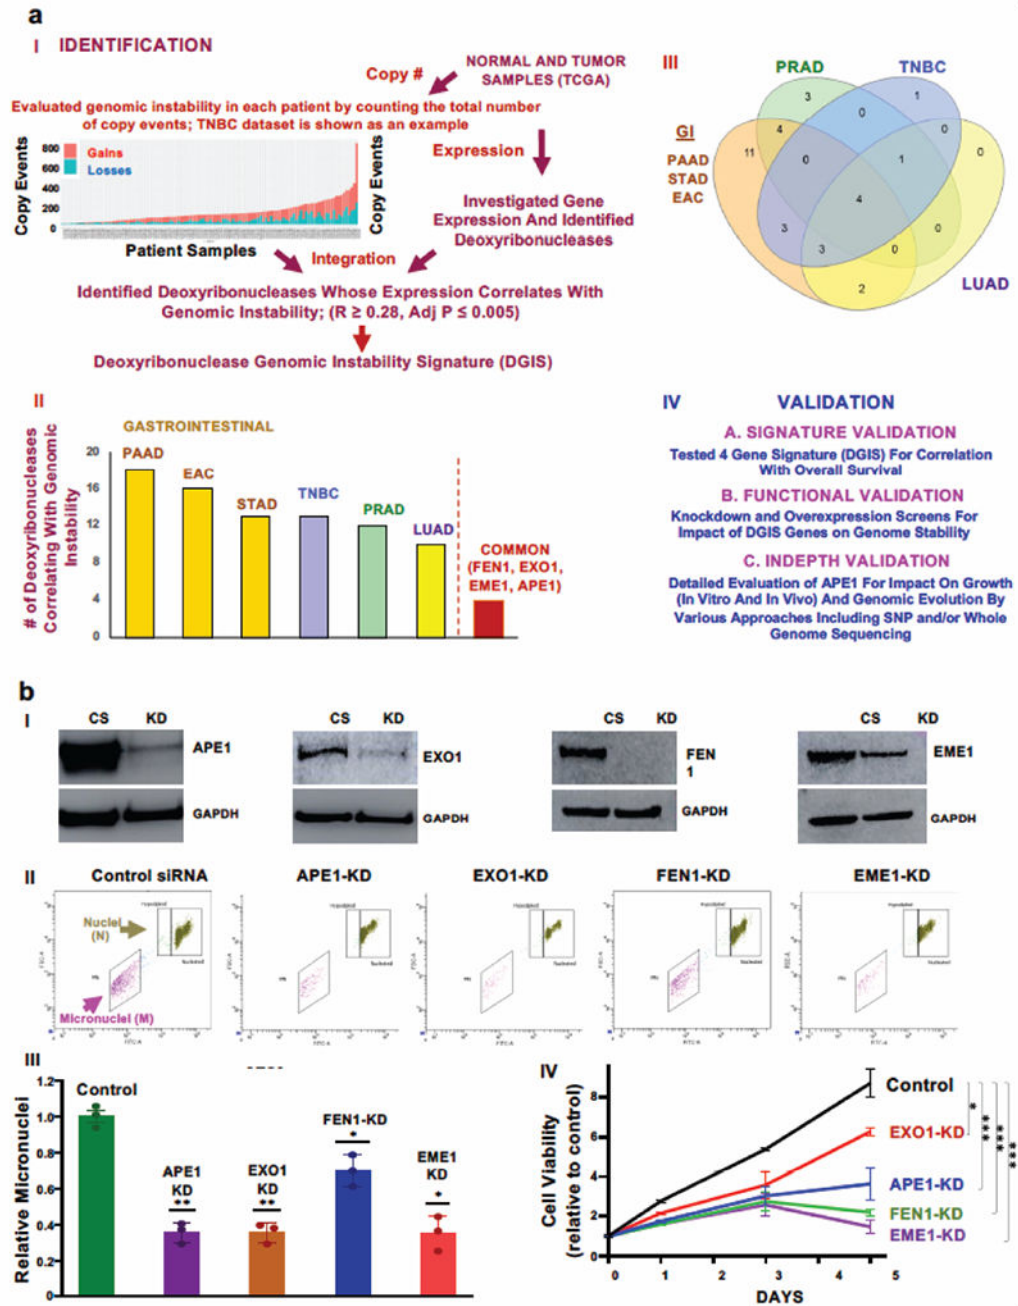 a
I IDENTIFICATION
NORMAL AND TUMOR
SAMPLES (TCGA)
Copy #
Evaluated genomic instability in each patient by counting the total number
of copy events; TNBC dataset is shown as an example
Copy Events
800
600
400
200
0
Gains
Losses
Copy Events
Patient Samples
Expression
Investigated Gene
Expression And Identified
Deoxyribonucleases
Integration
Identified Deoxyribonucleases Whose Expression Correlates With
Genomic Instability; (R ≥ 0.28, Adj P ≤ 0.005)
Deoxyribonuclease Genomic Instability Signature (DGIS)
III
PRAD
TNBC
GI
PAAD
STAD
EAC
LUAD
3
1
0
4
0
11
0
1
0
4
3
3
0
0
2
II
# of Deoxyribonucleases
Correlating With Genomic
Instability
20
16
12
8
4
0
GASTROINTESTINAL
PAAD
EAC
STAD
TNBC
PRAD
LUAD
COMMON
(FEN1, EXO1,
EME1, APE1)
IV VALIDATION
A. SIGNATURE VALIDATION
Tested 4 Gene Signature (DGIS) For Correlation
With Overall Survival
B. FUNCTIONAL VALIDATION
Knockdown and Overexpression Screens For
Impact of DGIS Genes on Genome Stability
C. INDEPTH VALIDATION
Detailed Evaluation of APE1 For Impact On Growth
(In Vitro And In Vivo) And Genomic Evolution By
Various Approaches Including SNP and/or Whole
Genome Sequencing
b
I
CS KD
APE1
GAPDH
CS KD
EXO1
GAPDH
CS KD
FEN
1
GAPDH
CS KD
EME1
GAPDH
II
Control siRNA
APE1-KD
EXO1-KD
FEN1-KD
EME1-KD
Nuclei
(N)
Micronuclei (M)
III
Relative Micronuclei
1.2
1.0
0.8
0.6
0.4
0.2
0
Control
APE1
KD
**
EXO1
KD
**
FEN1-KD
*
EME1
KD
*
IV
Cell Viability
(relative to control)
8
6
4
2
0
0 1 2 3 4 5
DAYS
Control
EXO1-KD
APE1-KD
FEN1-KD
EME1-KD
*
***
***
***